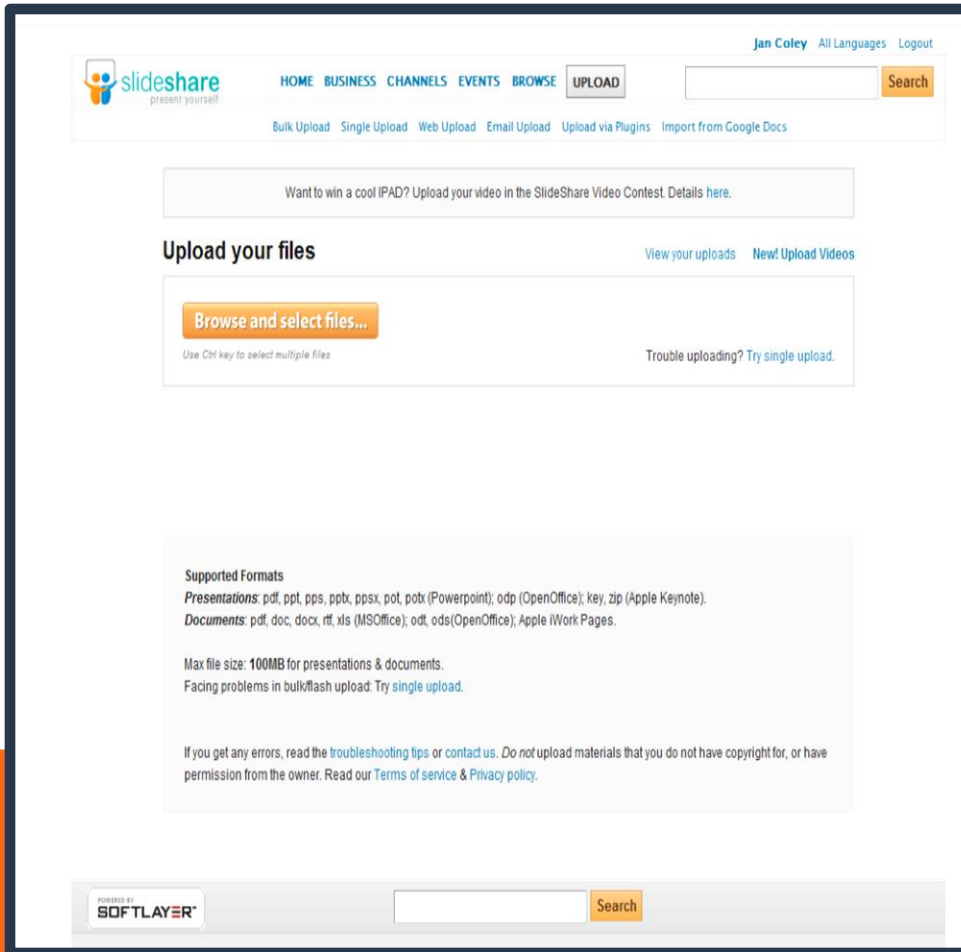 Jan Coley All Languages Logout
slideshare HOME BUSINESS CHANNELS EVENTS BROWSE UPLOAD Search
present yourself
Bulk Upload Single Upload Web Upload Email Upload Upload via Plugins Import from Google Docs
Want to win a cool IPAD? Upload your video in the SlideShare Video Contest. Details here.
Upload your files View your uploads New! Upload Videos
Browse and select files...
Use Ctrl key to select multiple files Trouble uploading? Try single upload.
Supported Formats
Presentations: pdf, ppt, pps, pptx, ppsx, pot, potx (Powerpoint); odp (OpenOffice); key, zip (Apple Keynote).
Documents: pdf, doc, docx, rtf, xls (MSOffice); odt, ods(OpenOffice); Apple iWork Pages.
Max file size: 100MB for presentations & documents.
Facing problems in bulk/flash upload: Try single upload.
If you get any errors, read the troubleshooting tips or contact us. Do not upload materials that you do not have copyright for, or have
permission from the owner. Read our Terms of service & Privacy policy.
POWERED BY
SOFTLAYER Search